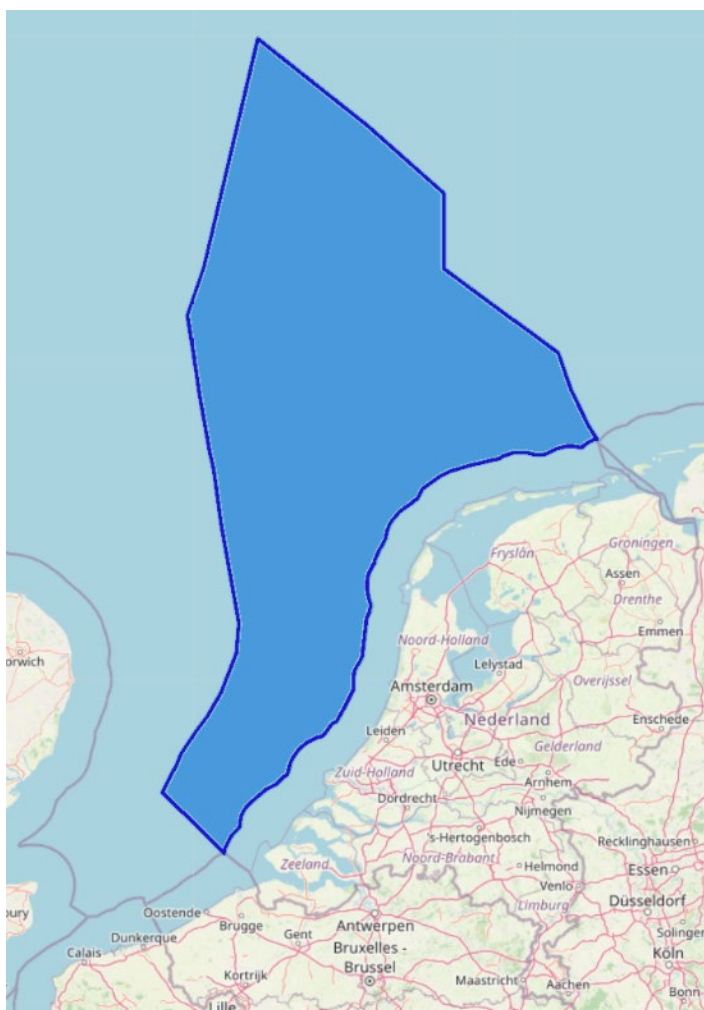 Groningen
Fryslân
Assen
Drenthe
Emmen
Noord-Holland
Lelystad
Amsterdam
Overijssel
Nederland
Enschede
Leiden
Utrecht
Ede
Gelderland
Zuid-Holland
Arnhem
Dordrecht
Nijmegen
's-Hertogenbosch
Recklinghausen
Zeeland
Noord-Brabant
Helmond
Venlo
Essen
Limburg
Düsseldorf
Oostende
Brugge
Antwerpen
Solingen
Dunkerque
Gent
Calais
Bruxelles -
Brussel
Köln
Kortrijk
Maastricht
Aachen
Bonn
Lille
orwich
bury